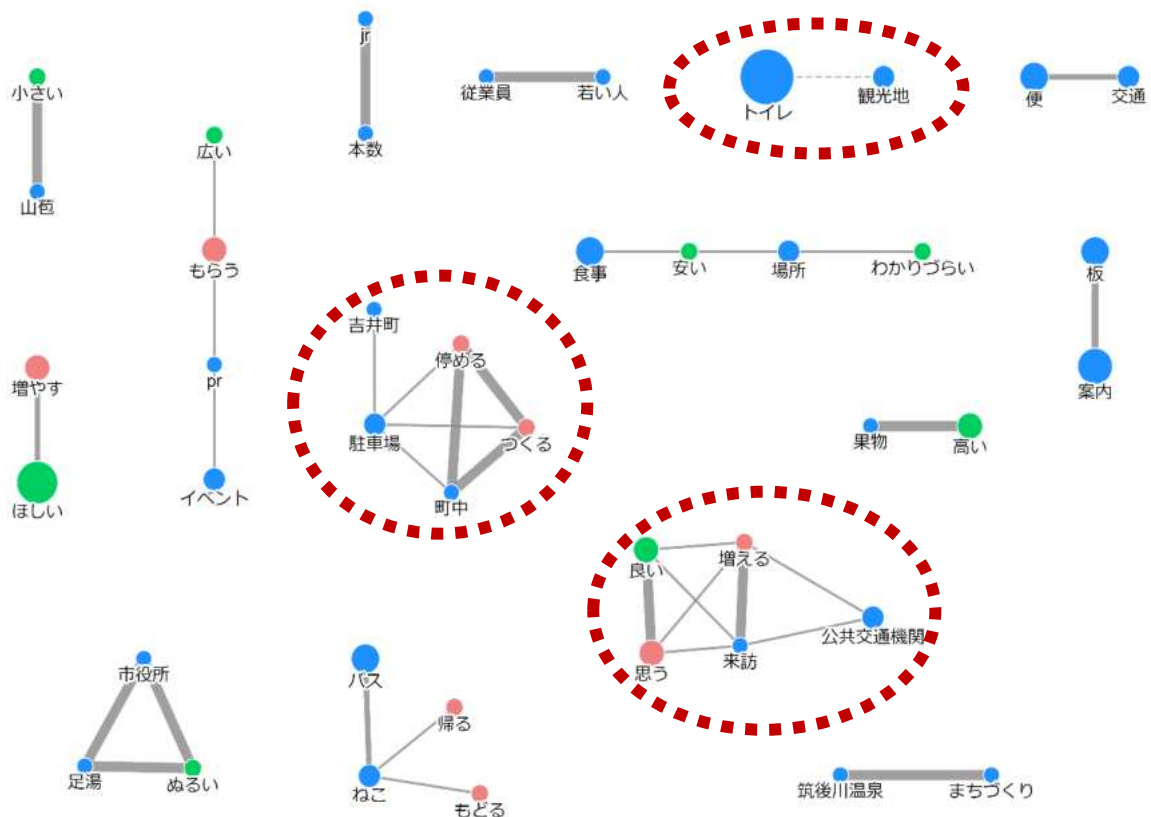 jr
小さい
従業員
若い人
トイレ
観光地
便
交通
広い
本数
山苞
もらう
食事
安い
場所
わかりづらい
板
吉井町
停める
増やす
pr
案内
駐車場
つくる
果物
高い
イベント
町中
ほしい
良い
増える
公共交通機関
思う
来訪
市役所
バス
帰る
足湯
ぬるい
ねこ
もどる
筑後川温泉
まちづくり